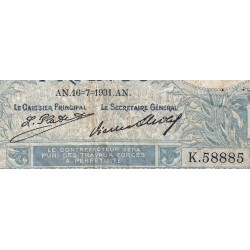 AN.16-7-1931.AN.
LE CAISSIER PRINCIPAL LE SECRÉTAIRE GÉNÉRAL
K.58885
LE CONTREFACTEUR SERA
PUNI DES TRAVAUX FORCÉS
À PERPÉTUITÉ